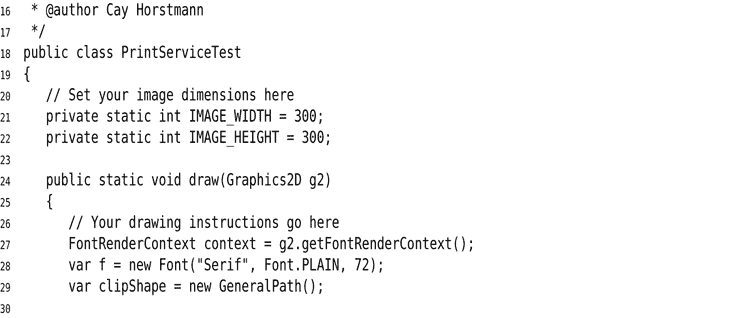 16  * @author Cay Horstmann
17  */
18 public class PrintServiceTest
19 {
20    // Set your image dimensions here
21    private static int IMAGE_WIDTH = 300;
22    private static int IMAGE_HEIGHT = 300;
23
24    public static void draw(Graphics2D g2)
25    {
26       // Your drawing instructions go here
27       FontRenderContext context = g2.getFontRenderContext();
28       var f = new Font("Serif", Font.PLAIN, 72);
29       var clipShape = new GeneralPath();
30